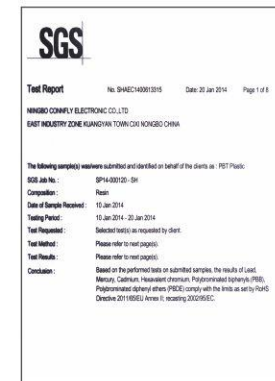 SGS
Test Report No. SHAEC1400613315 Date: 20 Jan 2014 Page 1 of 8
NINGBO CONNFLY ELECTRONIC CO.,LTD
EAST INDUSTRY ZONE KUANGYAN TOWN CIXI NONGBO CHINA
The following sample(s) was/were submitted and identified on behalf of the clients as : PBT Plastic
SGS Job No. : SP14-000120 - SH
Composition : Resin
Date of Sample Received : 10 Jan 2014
Testing Period : 10 Jan 2014 - 20 Jan 2014
Test Requested : Selected test(s) as requested by client.
Test Method : Please refer to next page(s).
Test Results : Please refer to next page(s).
Conclusion : Based on the performed tests on submitted samples, the results of Lead,
Mercury, Cadmium, Hexavalent chromium, Polybrominated biphenyls (PBB),
Polybrominated diphenyl ethers (PBDE) comply with the limits as set by RoHS
Directive 2011/65/EU Annex II; recasting 2002/95/EC.